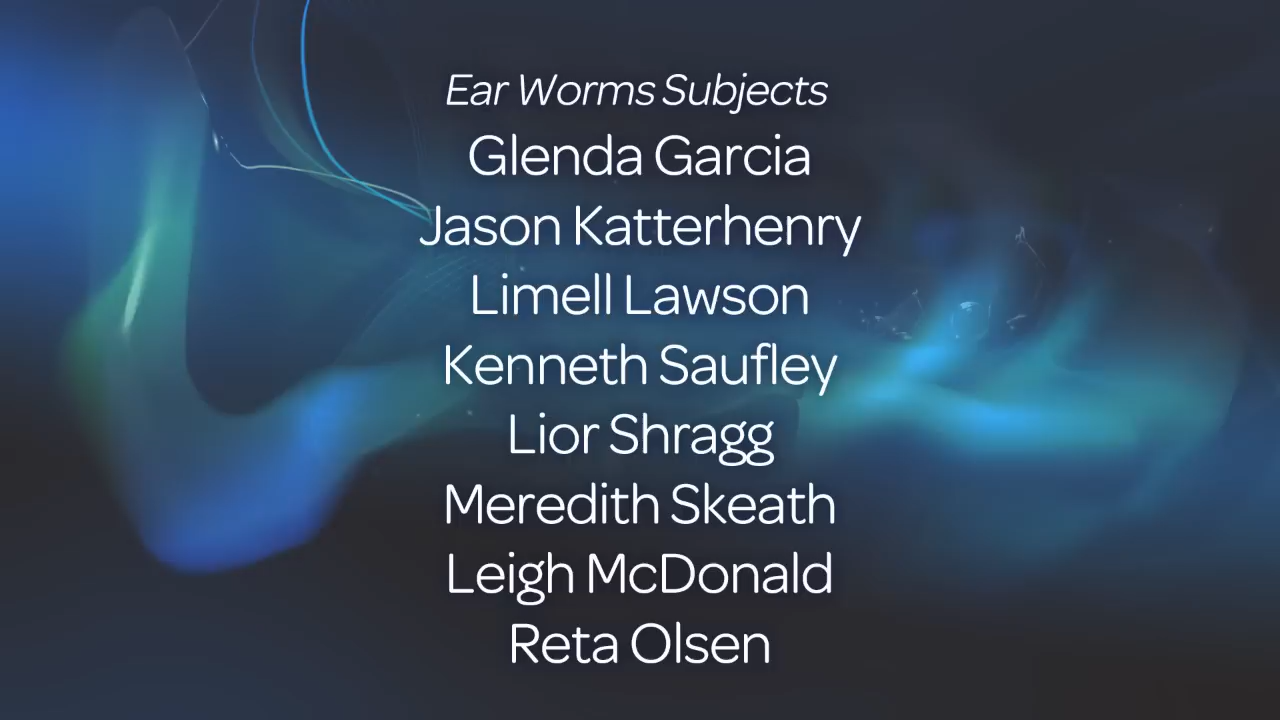 Ear Worms Subjects
Glenda Garcia
Jason Katterhenry
Limell Lawson
Kenneth Saufley
Lior Shragg
Meredith Skeath
Leigh McDonald
Reta Olsen